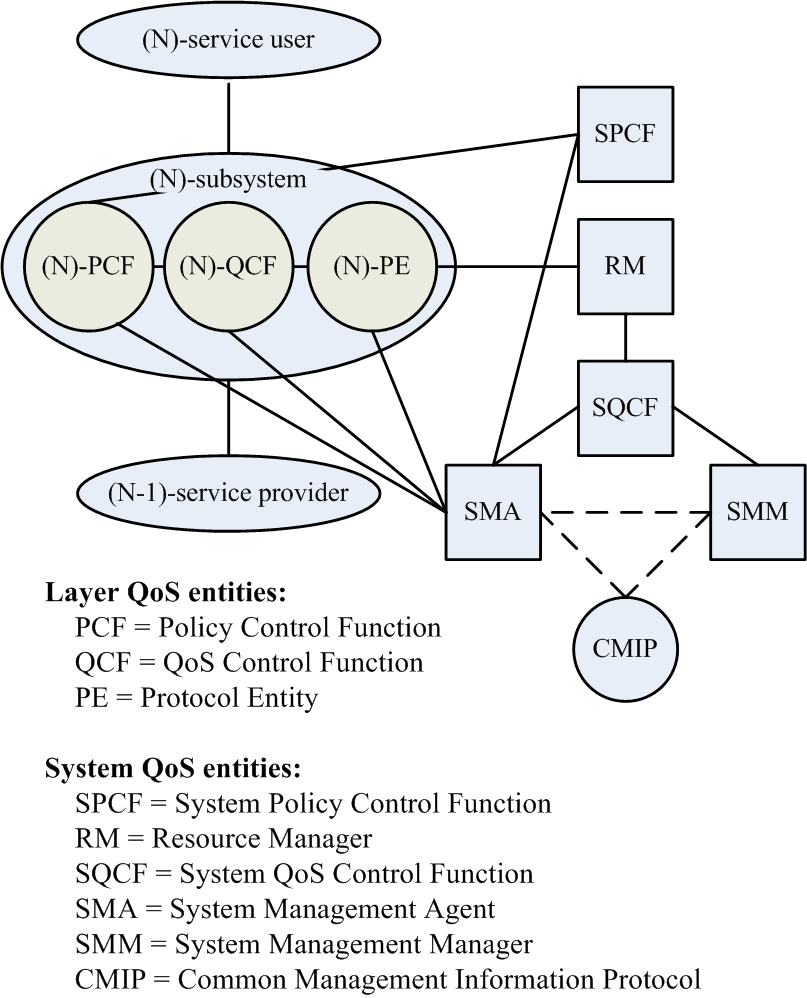 (N)-service user
SPCF
(N)-subsystem
(N)-PCF
(N)-QCF
(N)-PE
RM
SQCF
(N-1)-service provider
SMA
SMM
CMIP
Layer QoS entities:
PCF = Policy Control Function
QCF = QoS Control Function
PE = Protocol Entity
System QoS entities:
SPCF = System Policy Control Function
RM = Resource Manager
SQCF = System QoS Control Function
SMA = System Management Agent
SMM = System Management Manager
CMIP = Common Management Information Protocol